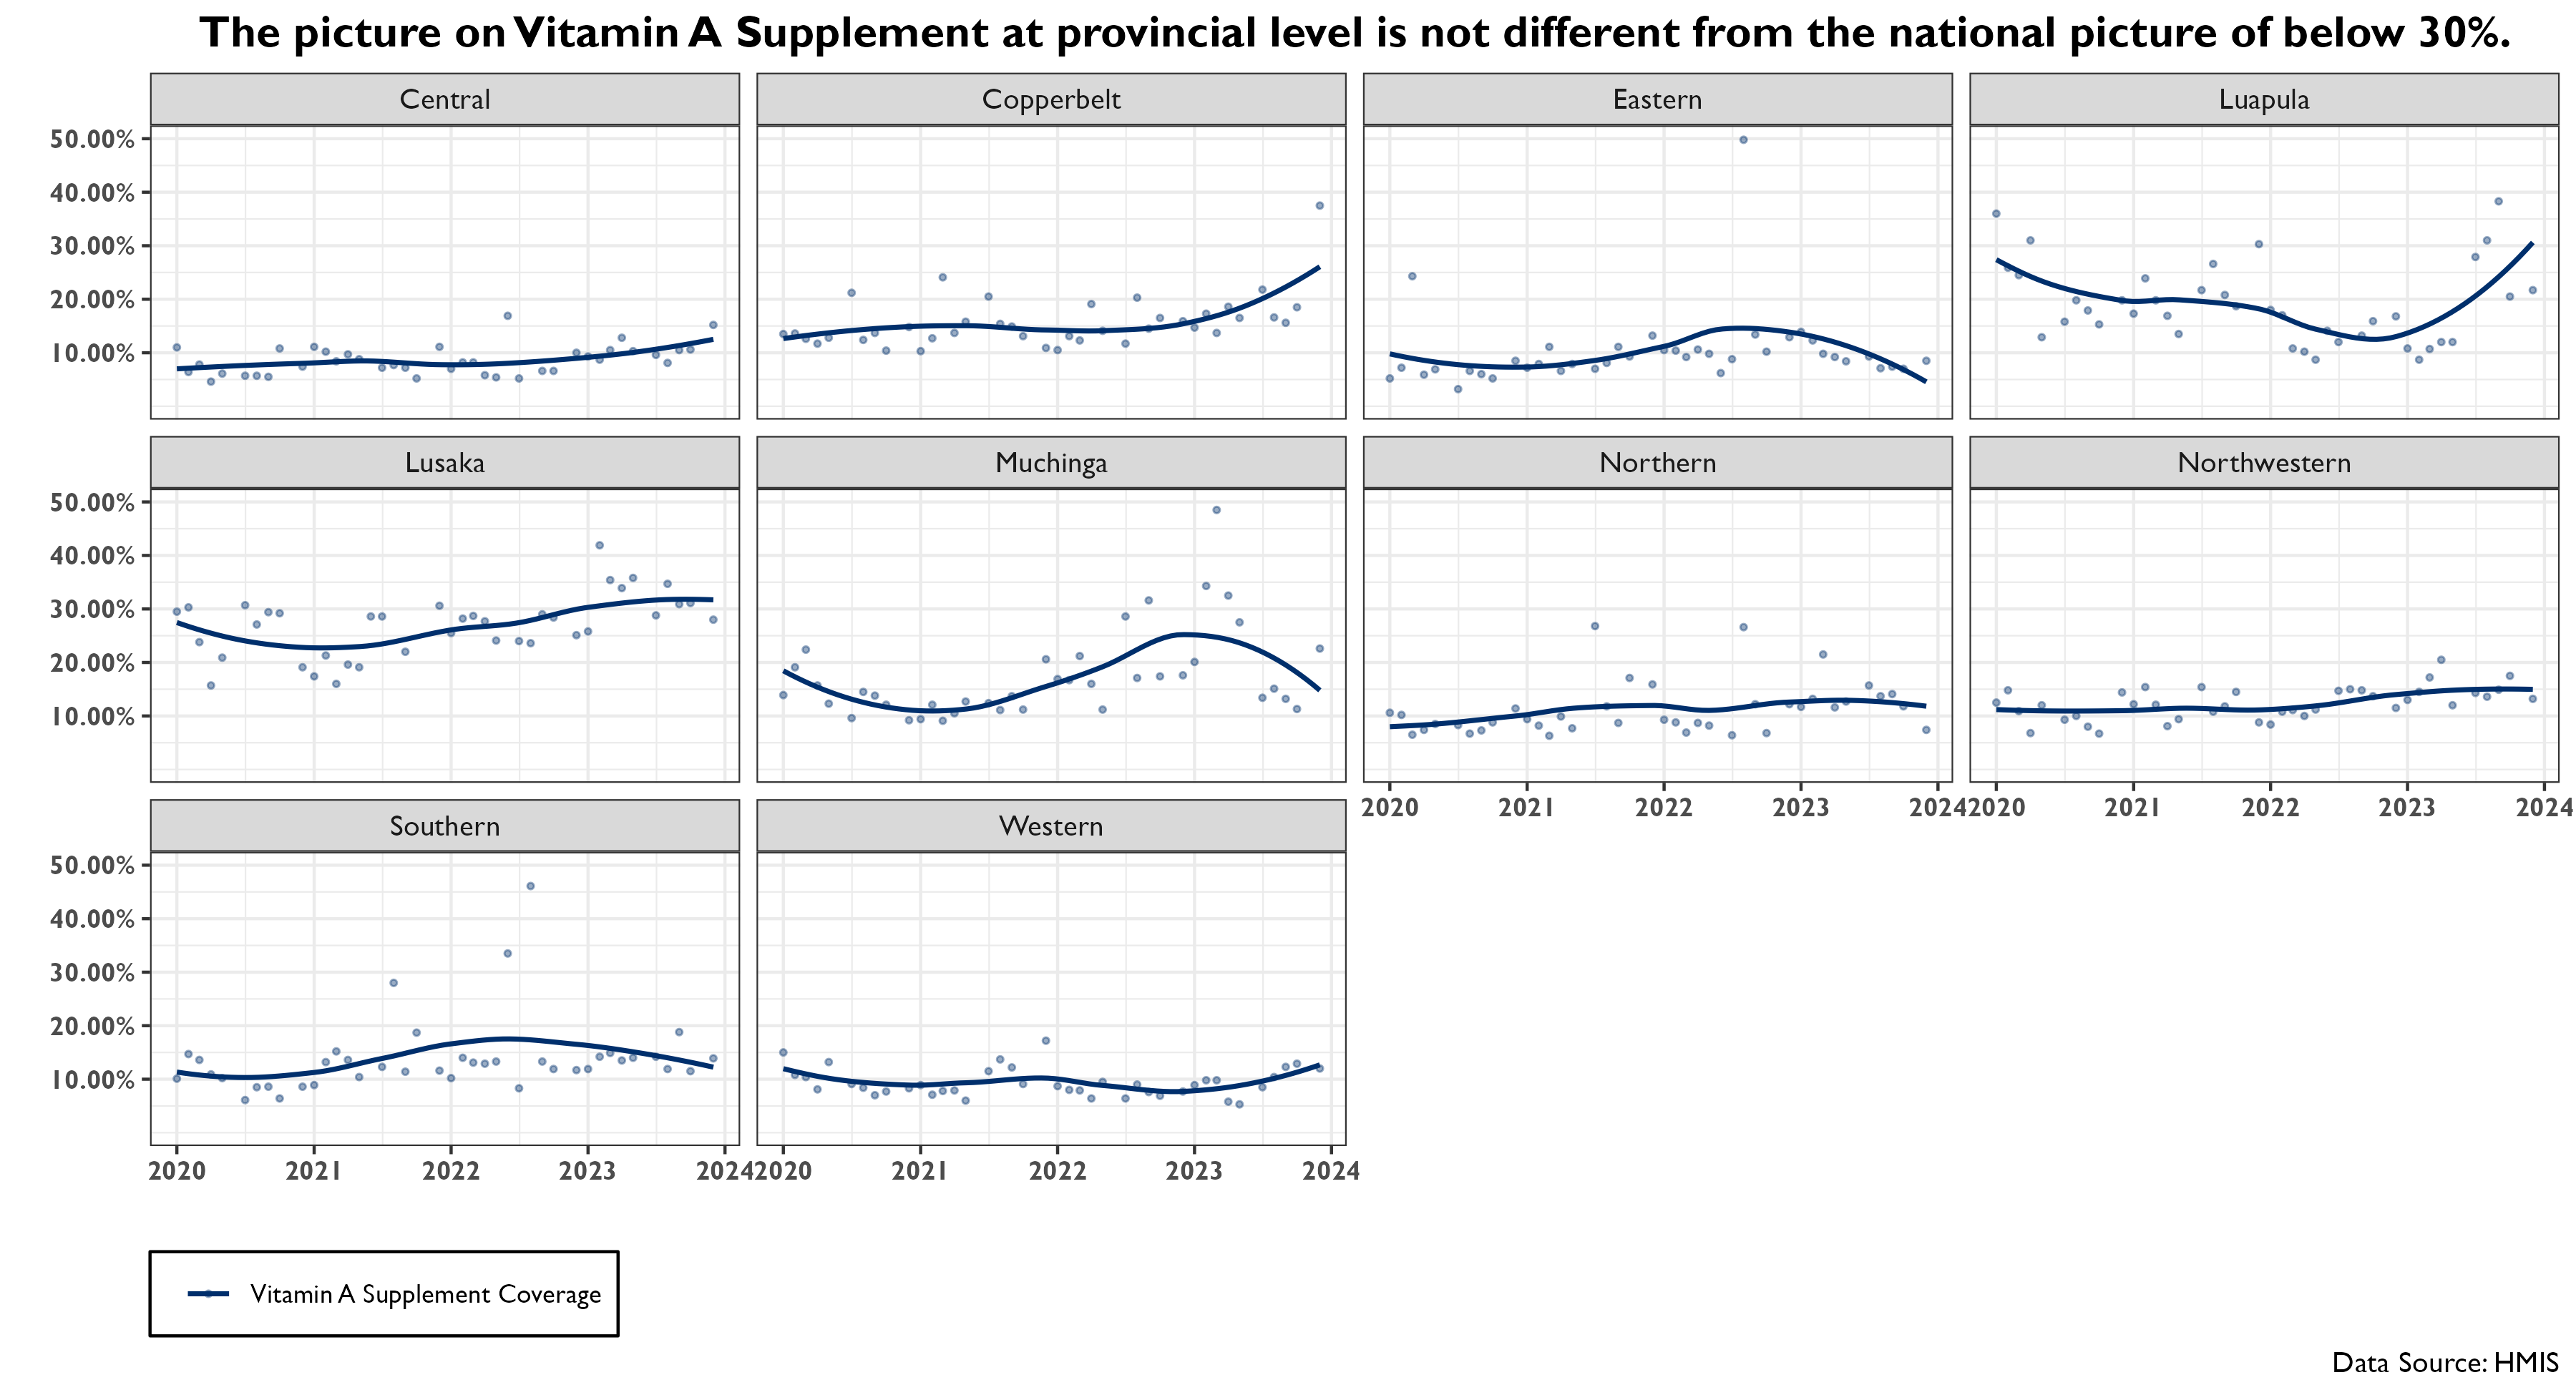 The picture on Vitamin A Supplement at provincial level is not different from the national picture of below 30%.
Central
Copperbelt
Eastern
Luapula
50.00%
40.00%
30.00%
20.00%
10.00%
Lusaka
Muchinga
Northern
Northwestern
50.00%
40.00%
30.00%
20.00%
10.00%
2020 2021 2022 2023 2024
2020 2021 2022 2023 2024
Southern
Western
50.00%
40.00%
30.00%
20.00%
10.00%
2020 2021 2022 2023 2024
2020 2021 2022 2023 2024
Vitamin A Supplement Coverage
Data Source: HMIS